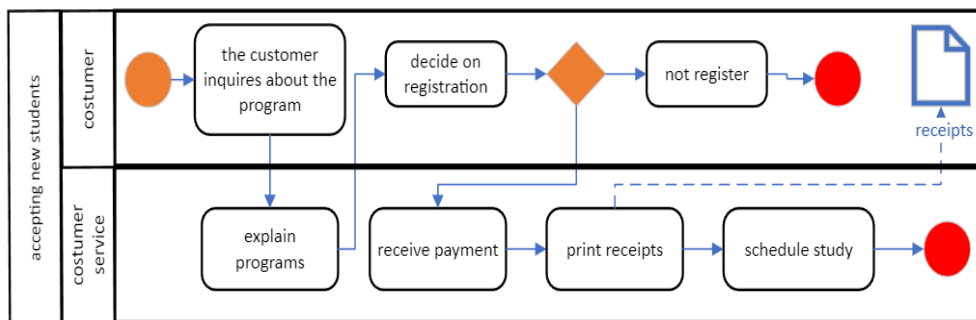 accepting new students
costumer
the customer
inquires about the
program
decide on
registration
not register
receipts
costumer
service
explain
programs
receive payment
print receipts
schedule study